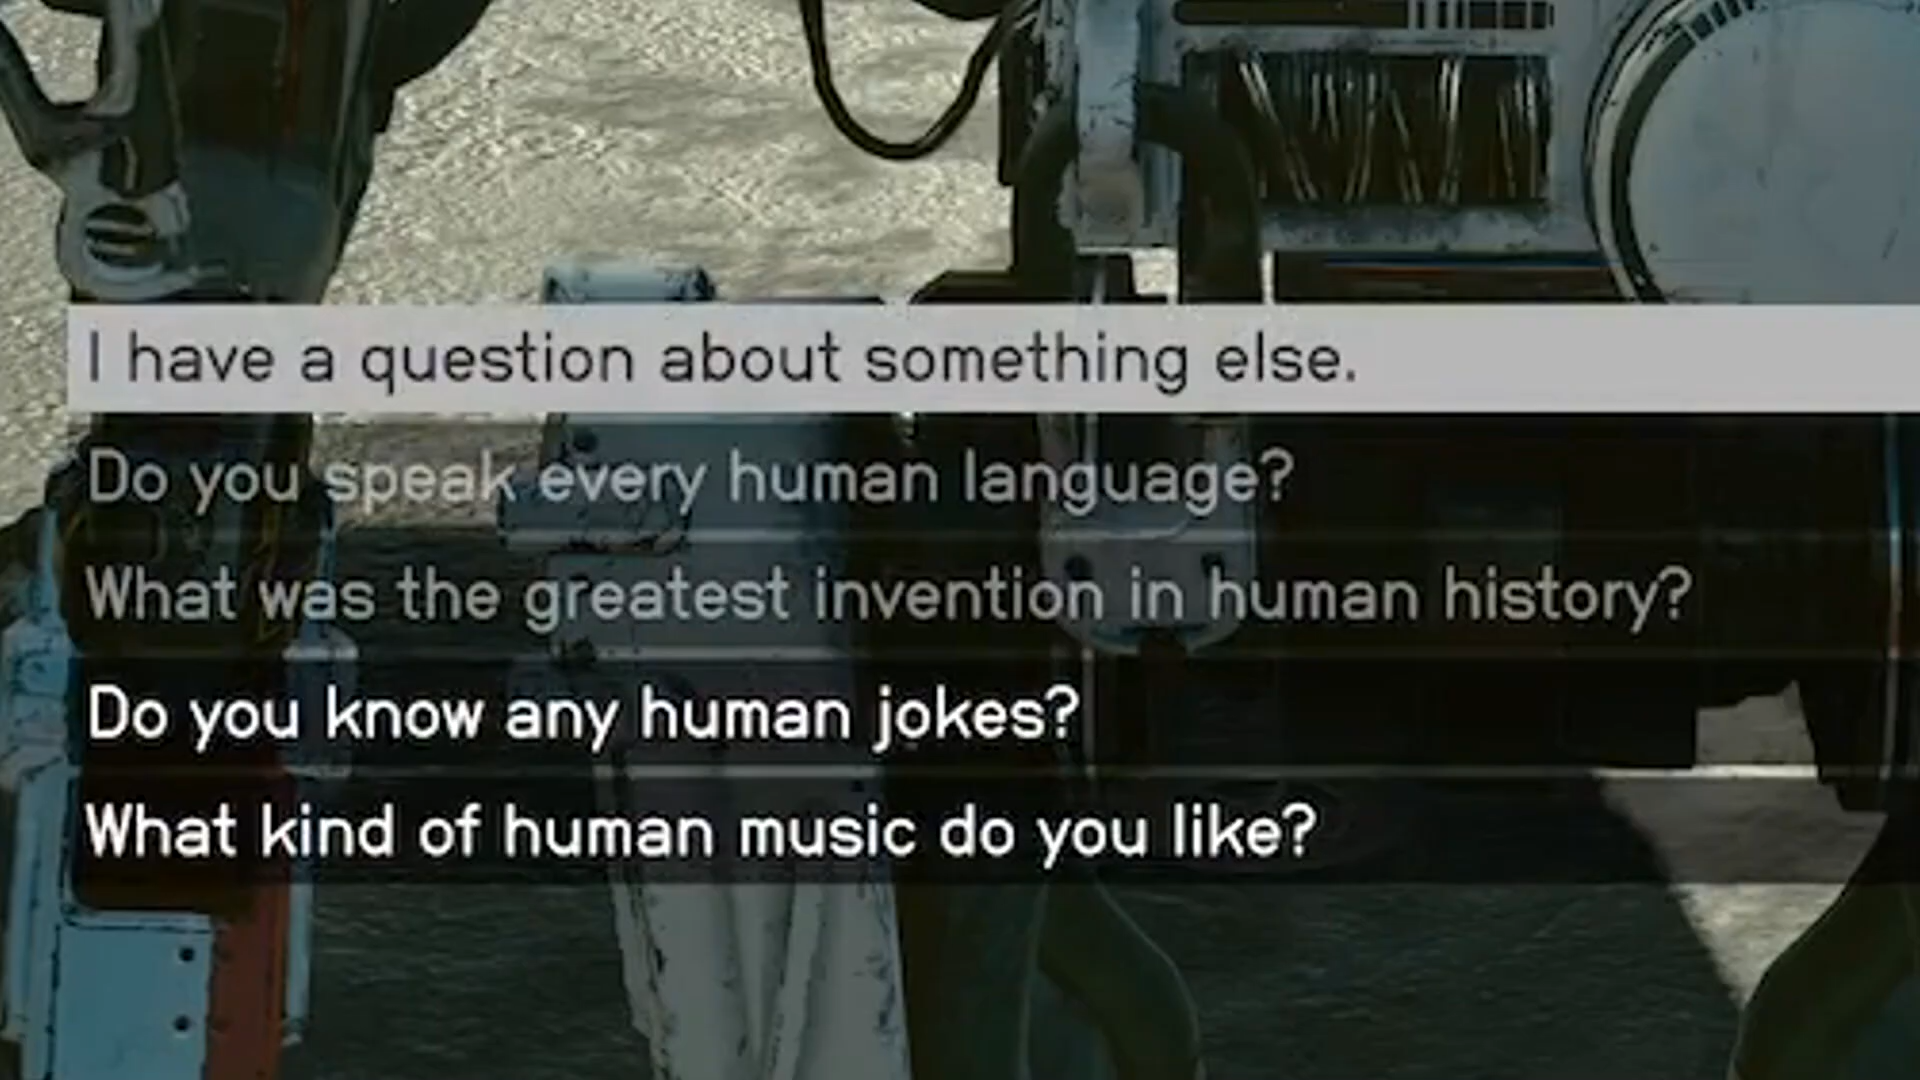 I have a question about something else.
Do you speak every human language?
What was the greatest invention in human history?
Do you know any human jokes?
What kind of human music do you like?